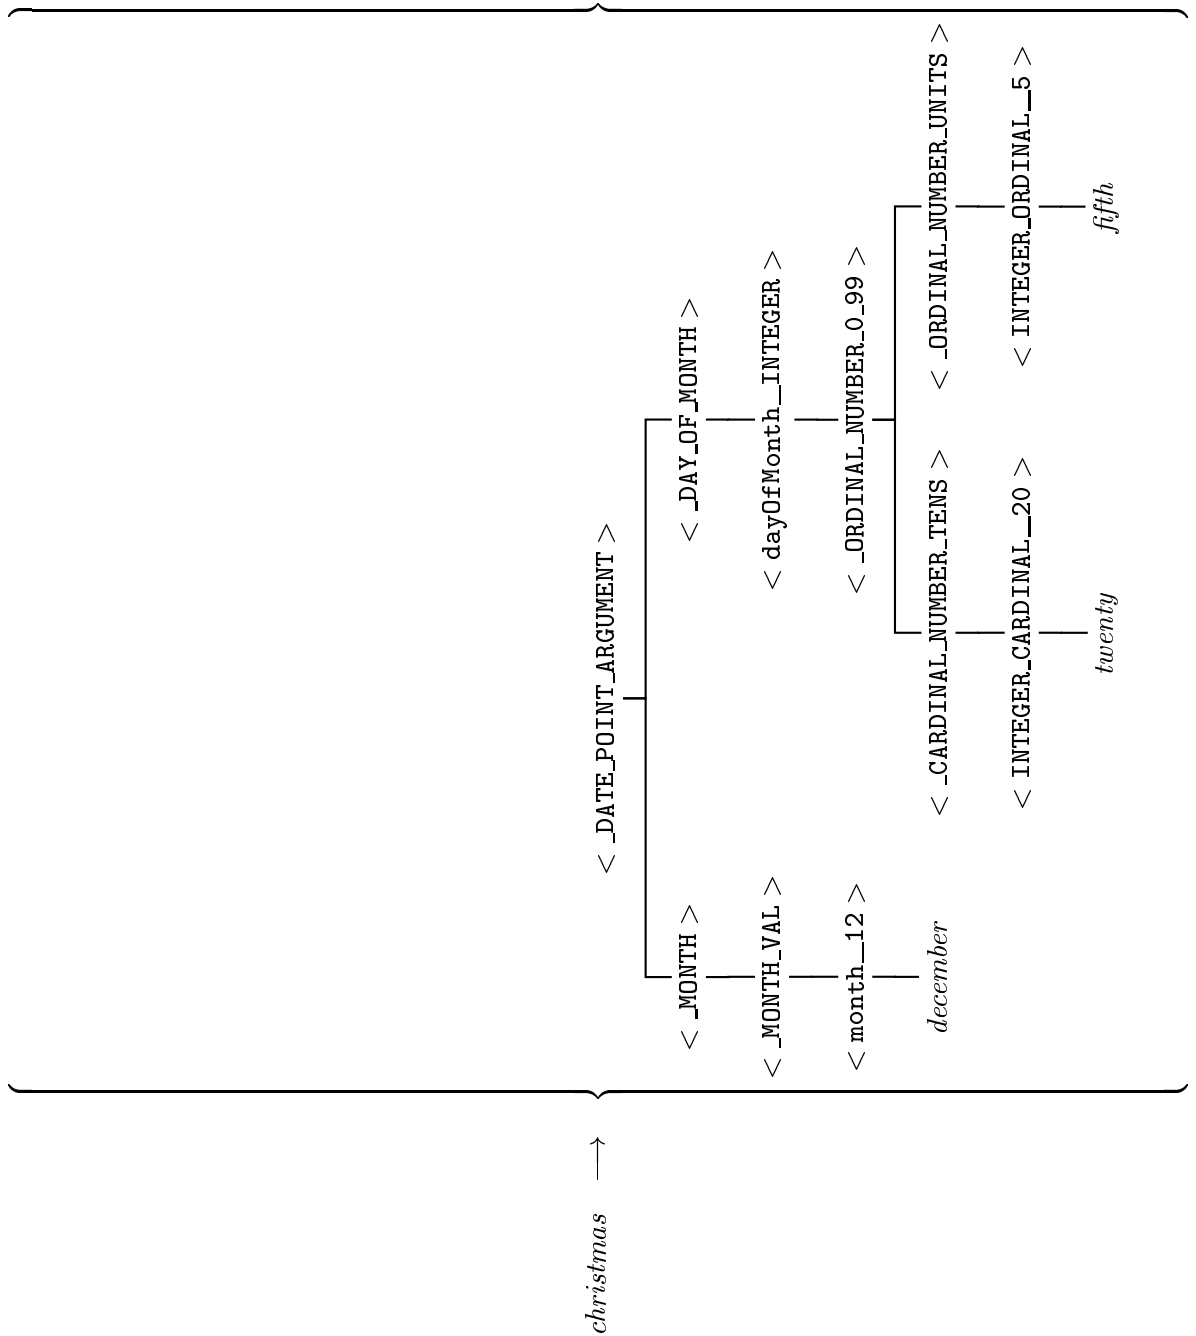 christmas ⟶
< _DATE_POINT_ARGUMENT >
< _MONTH > < _DAY_OF_MONTH >
< _MONTH_VAL > < dayOfMonth__INTEGER >
< month__12 > < _ORDINAL_NUMBER_0_99 >
december < _CARDINAL_NUMBER_TENS > < _ORDINAL_NUMBER_UNITS >
< INTEGER_CARDINAL__20 > < INTEGER_ORDINAL__5 >
twenty fifth